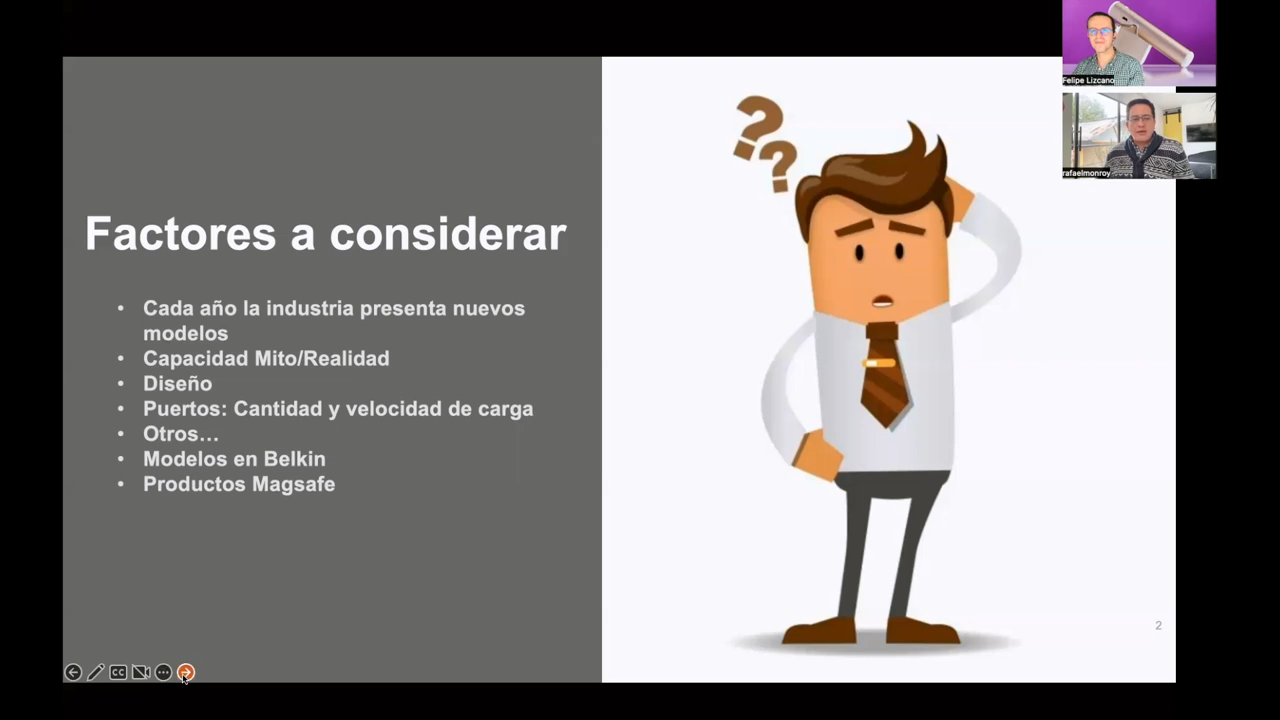 Felipe Lizcano
rafaelmonroy
??
Factores a considerar
• Cada año la industria presenta nuevos
modelos
• Capacidad Mito/Realidad
• Diseño
• Puertos: Cantidad y velocidad de carga
• Otros…
• Modelos en Belkin
• Productos Magsafe
2
CC